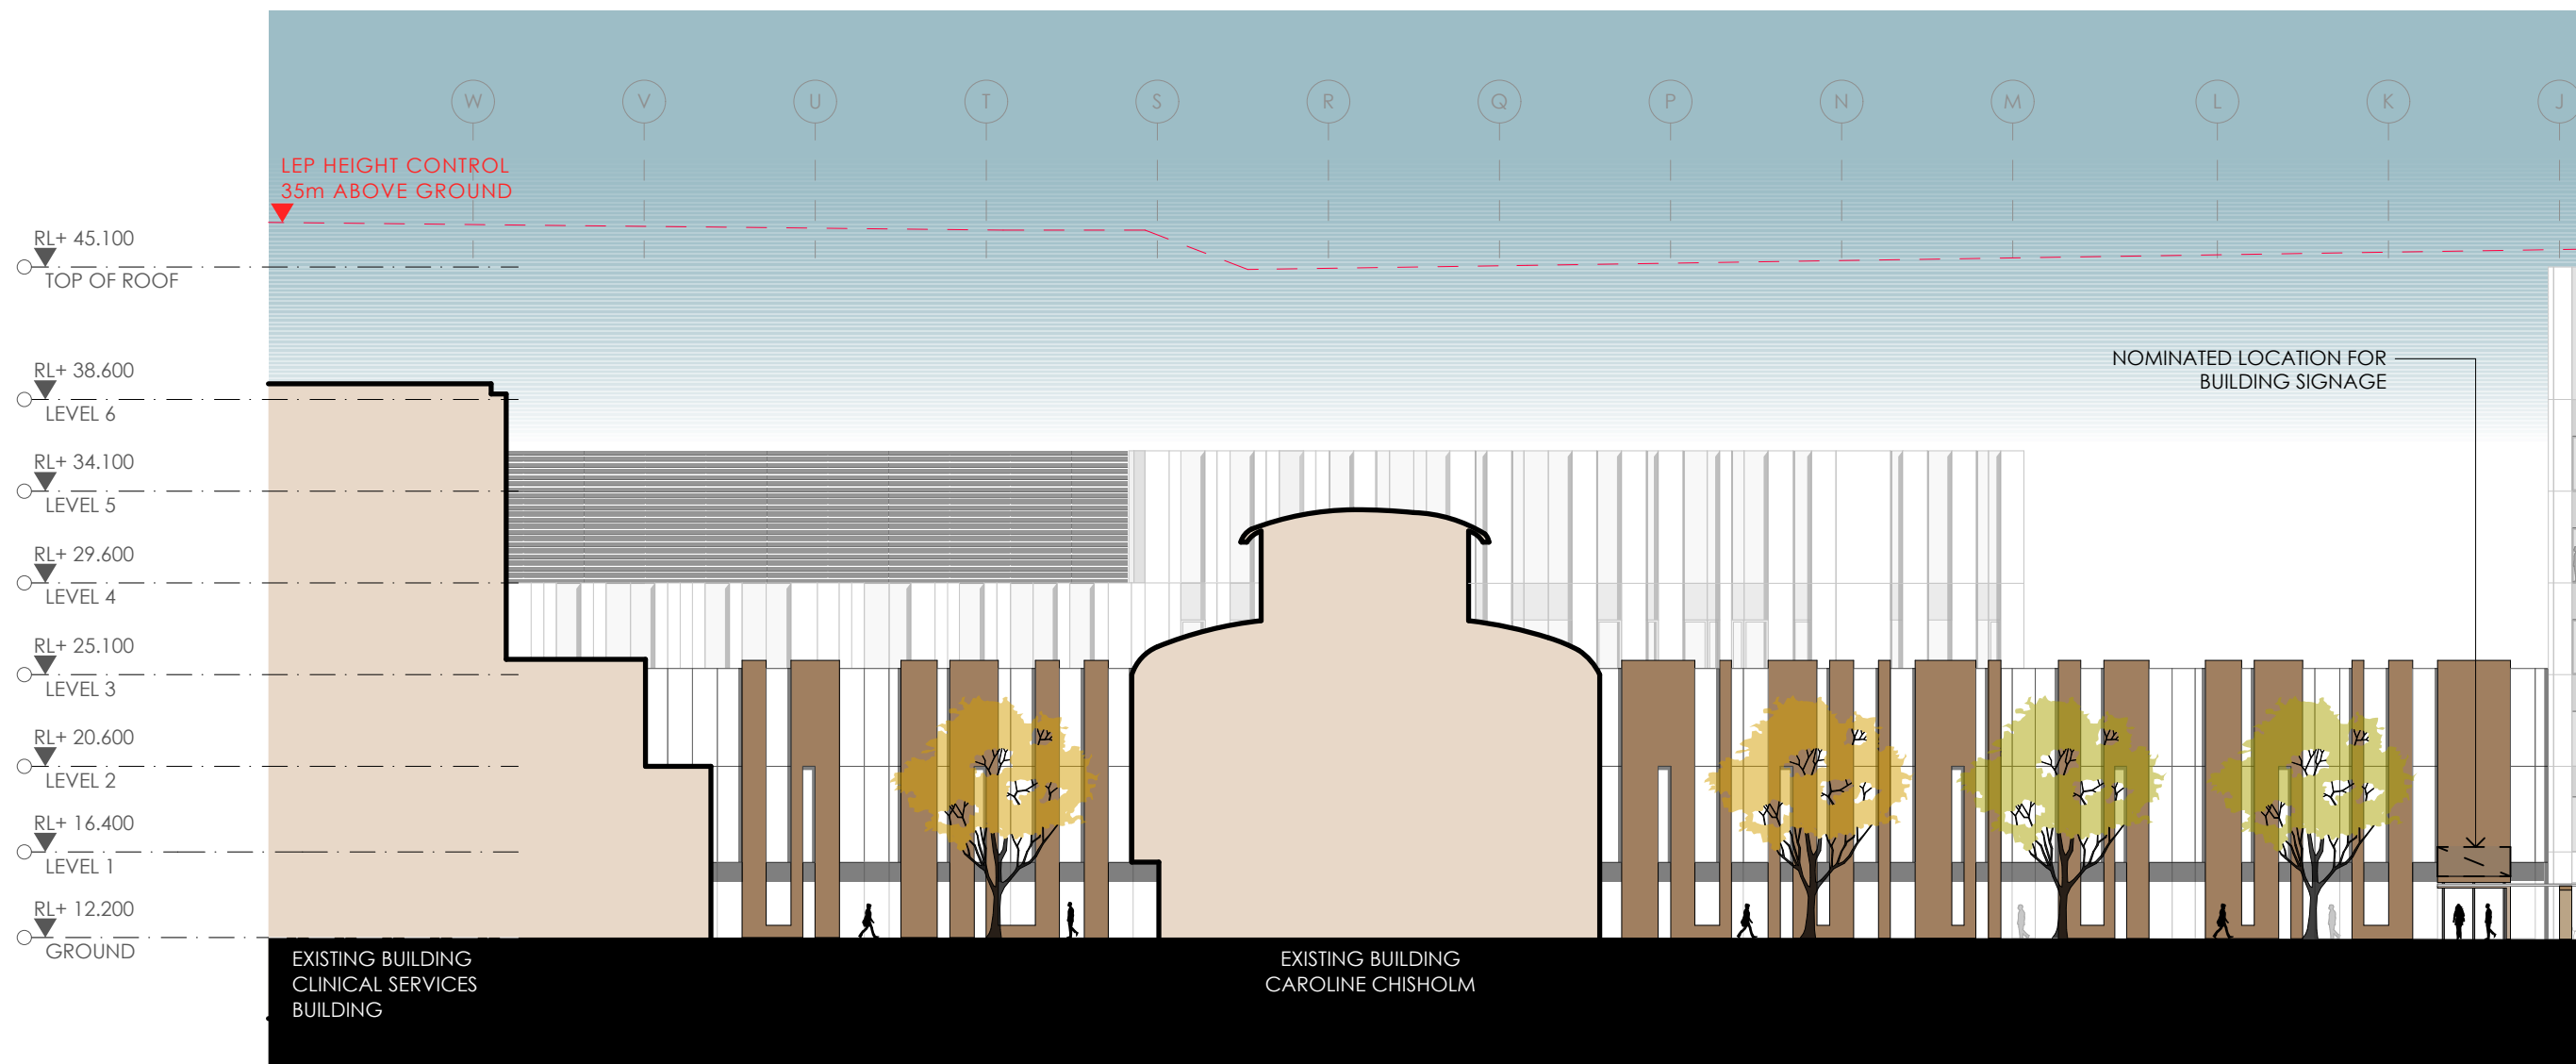 W V U T S R Q P N M L K J
LEP HEIGHT CONTROL
35m ABOVE GROUND
RL+ 45.100
TOP OF ROOF
RL+ 38.600
LEVEL 6
NOMINATED LOCATION FOR
BUILDING SIGNAGE
RL+ 34.100
LEVEL 5
RL+ 29.600
LEVEL 4
RL+ 25.100
LEVEL 3
RL+ 20.600
LEVEL 2
RL+ 16.400
LEVEL 1
RL+ 12.200
GROUND
EXISTING BUILDING
CLINICAL SERVICES
BUILDING
EXISTING BUILDING
CAROLINE CHISHOLM